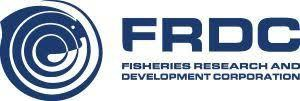 FRDC
FISHERIES RESEARCH AND
DEVELOPMENT CORPORATION